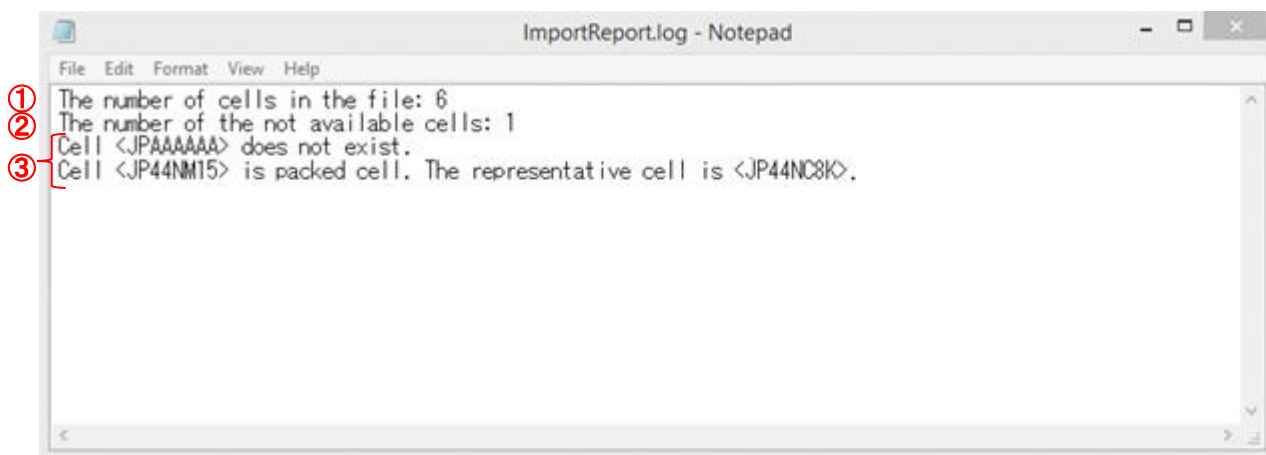 ImportReport.log - Notepad
File Edit Format View Help
① The number of cells in the file: 6
② The number of the not available cells: 1
Cell <JPAAAAAA> does not exist.
③ Cell <JP44NM15> is packed cell. The representative cell is <JP44NC8K>.